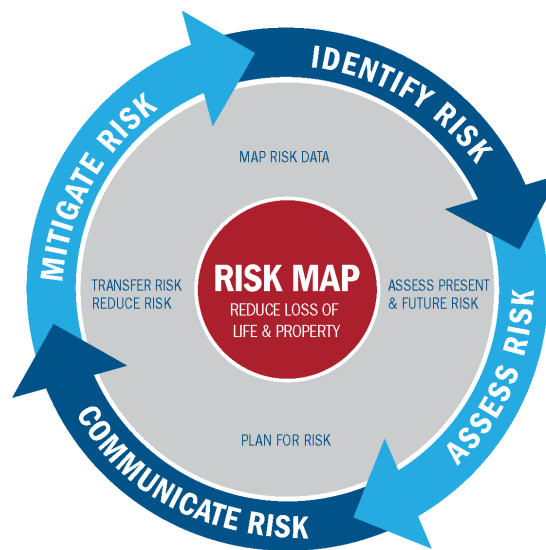 IDENTIFY RISK
MITIGATE RISK
MAP RISK DATA
TRANSFER RISK
REDUCE RISK
RISK MAP
REDUCE LOSS OF
LIFE & PROPERTY
ASSESS PRESENT
& FUTURE RISK
ASSESS RISK
PLAN FOR RISK
COMMUNICATE RISK